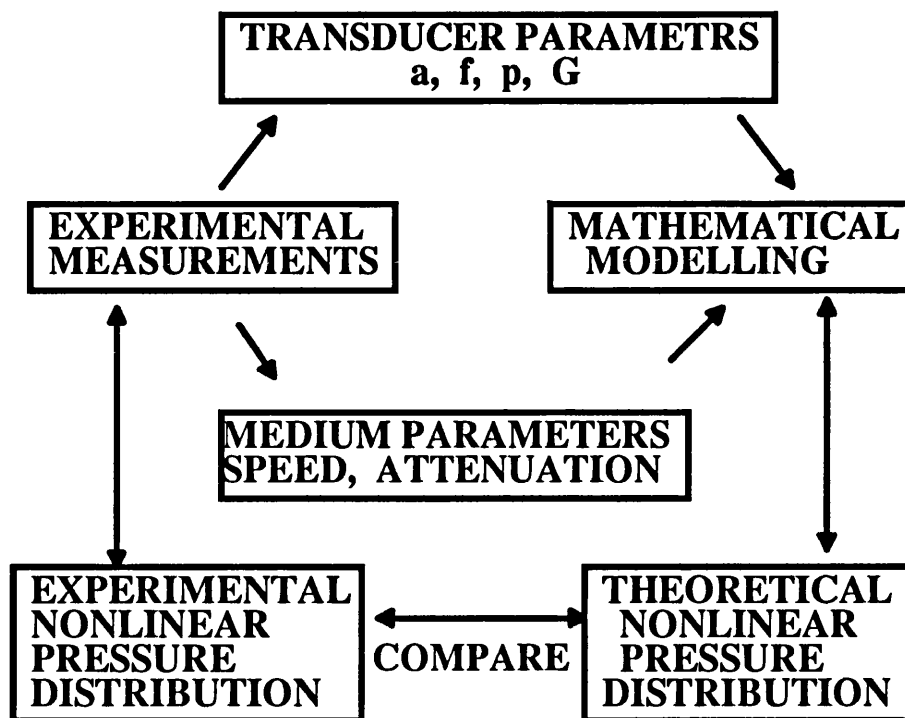 TRANSDUCER PARAMETRS
a, f, p, G
EXPERIMENTAL
MEASUREMENTS
MATHEMATICAL
MODELLING
MEDIUM PARAMETERS
SPEED, ATTENUATION
EXPERIMENTAL
NONLINEAR
PRESSURE
DISTRIBUTION
COMPARE
THEORETICAL
NONLINEAR
PRESSURE
DISTRIBUTION